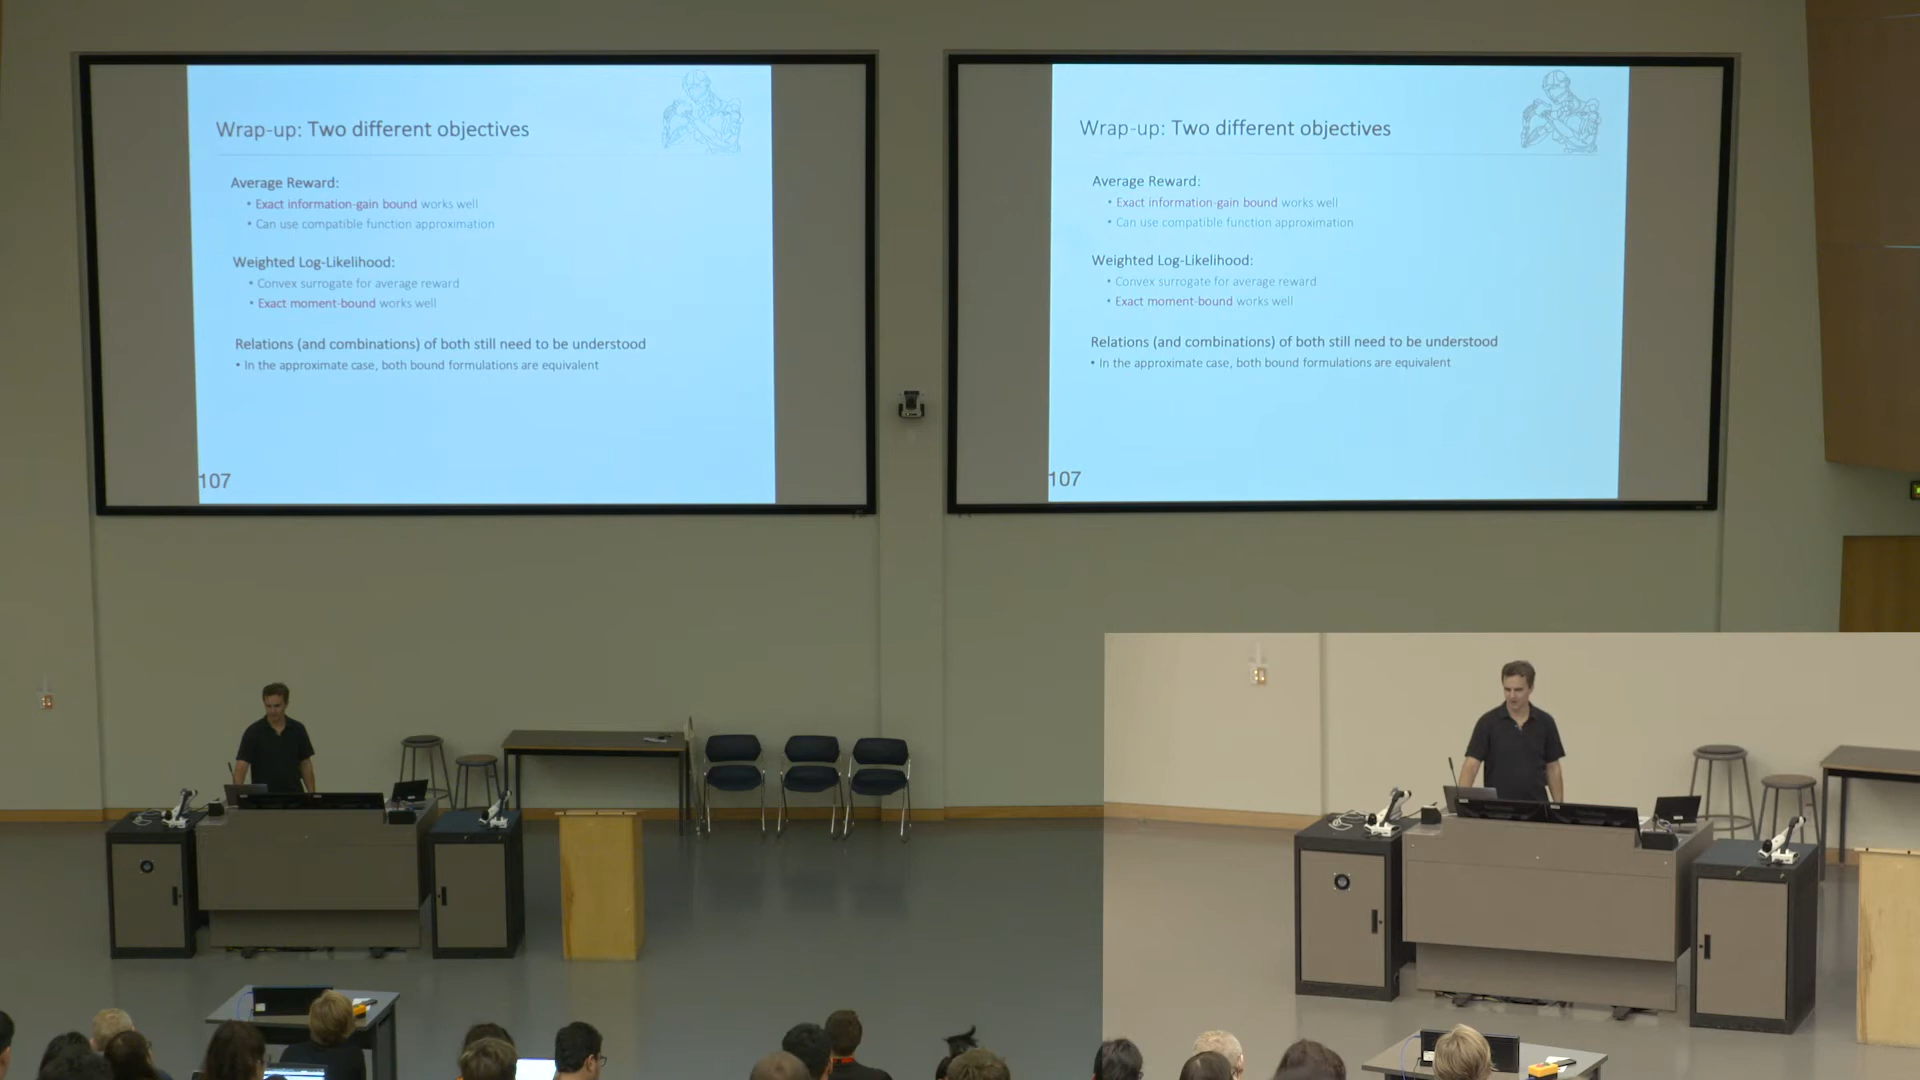 Wrap-up: Two different objectives
Average Reward:
• Exact information-gain bound works well
• Can use compatible function approximation
Weighted Log-Likelihood:
• Convex surrogate for average reward
• Exact moment-bound works well
Relations (and combinations) of both still need to be understood
• In the approximate case, both bound formulations are equivalent
107
Wrap-up: Two different objectives
Average Reward:
• Exact information-gain bound works well
• Can use compatible function approximation
Weighted Log-Likelihood:
• Convex surrogate for average reward
• Exact moment-bound works well
Relations (and combinations) of both still need to be understood
• In the approximate case, both bound formulations are equivalent
107